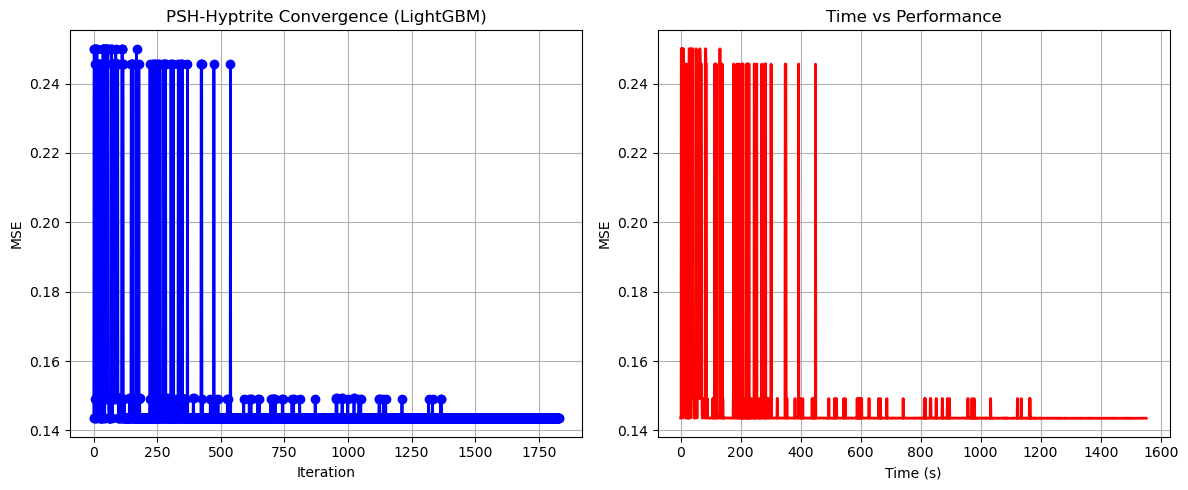 PSH-Hyptrite Convergence (LightGBM)
MSE
0.24
0.22
0.20
0.18
0.16
0.14
0 250 500 750 1000 1250 1500 1750
Iteration
Time vs Performance
MSE
0.24
0.22
0.20
0.18
0.16
0.14
0 200 400 600 800 1000 1200 1400 1600
Time (s)